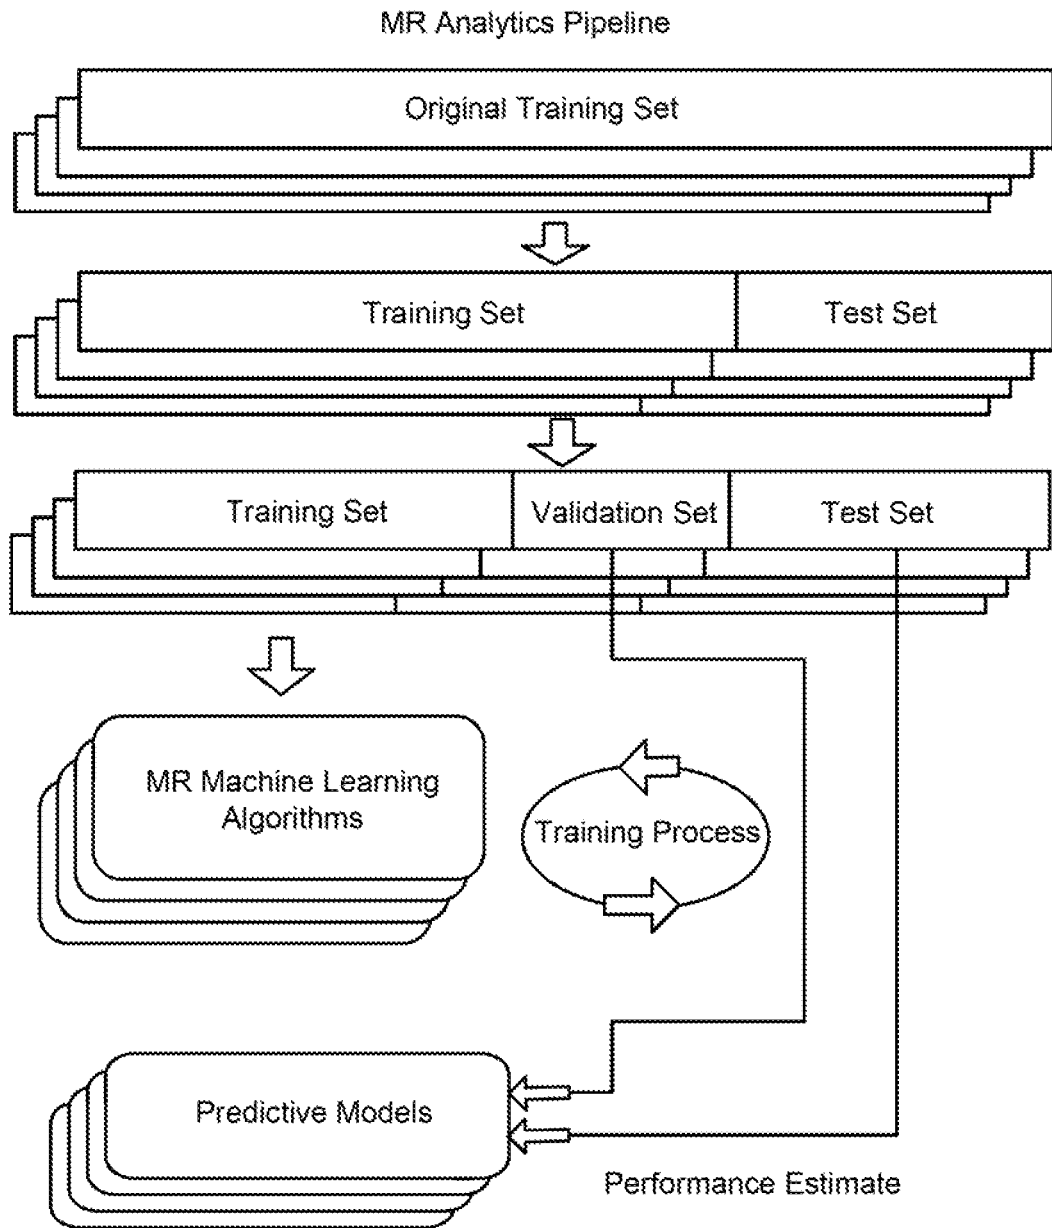 MR Analytics Pipeline
Original Training Set
Training Set
Test Set
Training Set
Validation Set
Test Set
MR Machine Learning
Algorithms
Training Process
Predictive Models
Performance Estimate